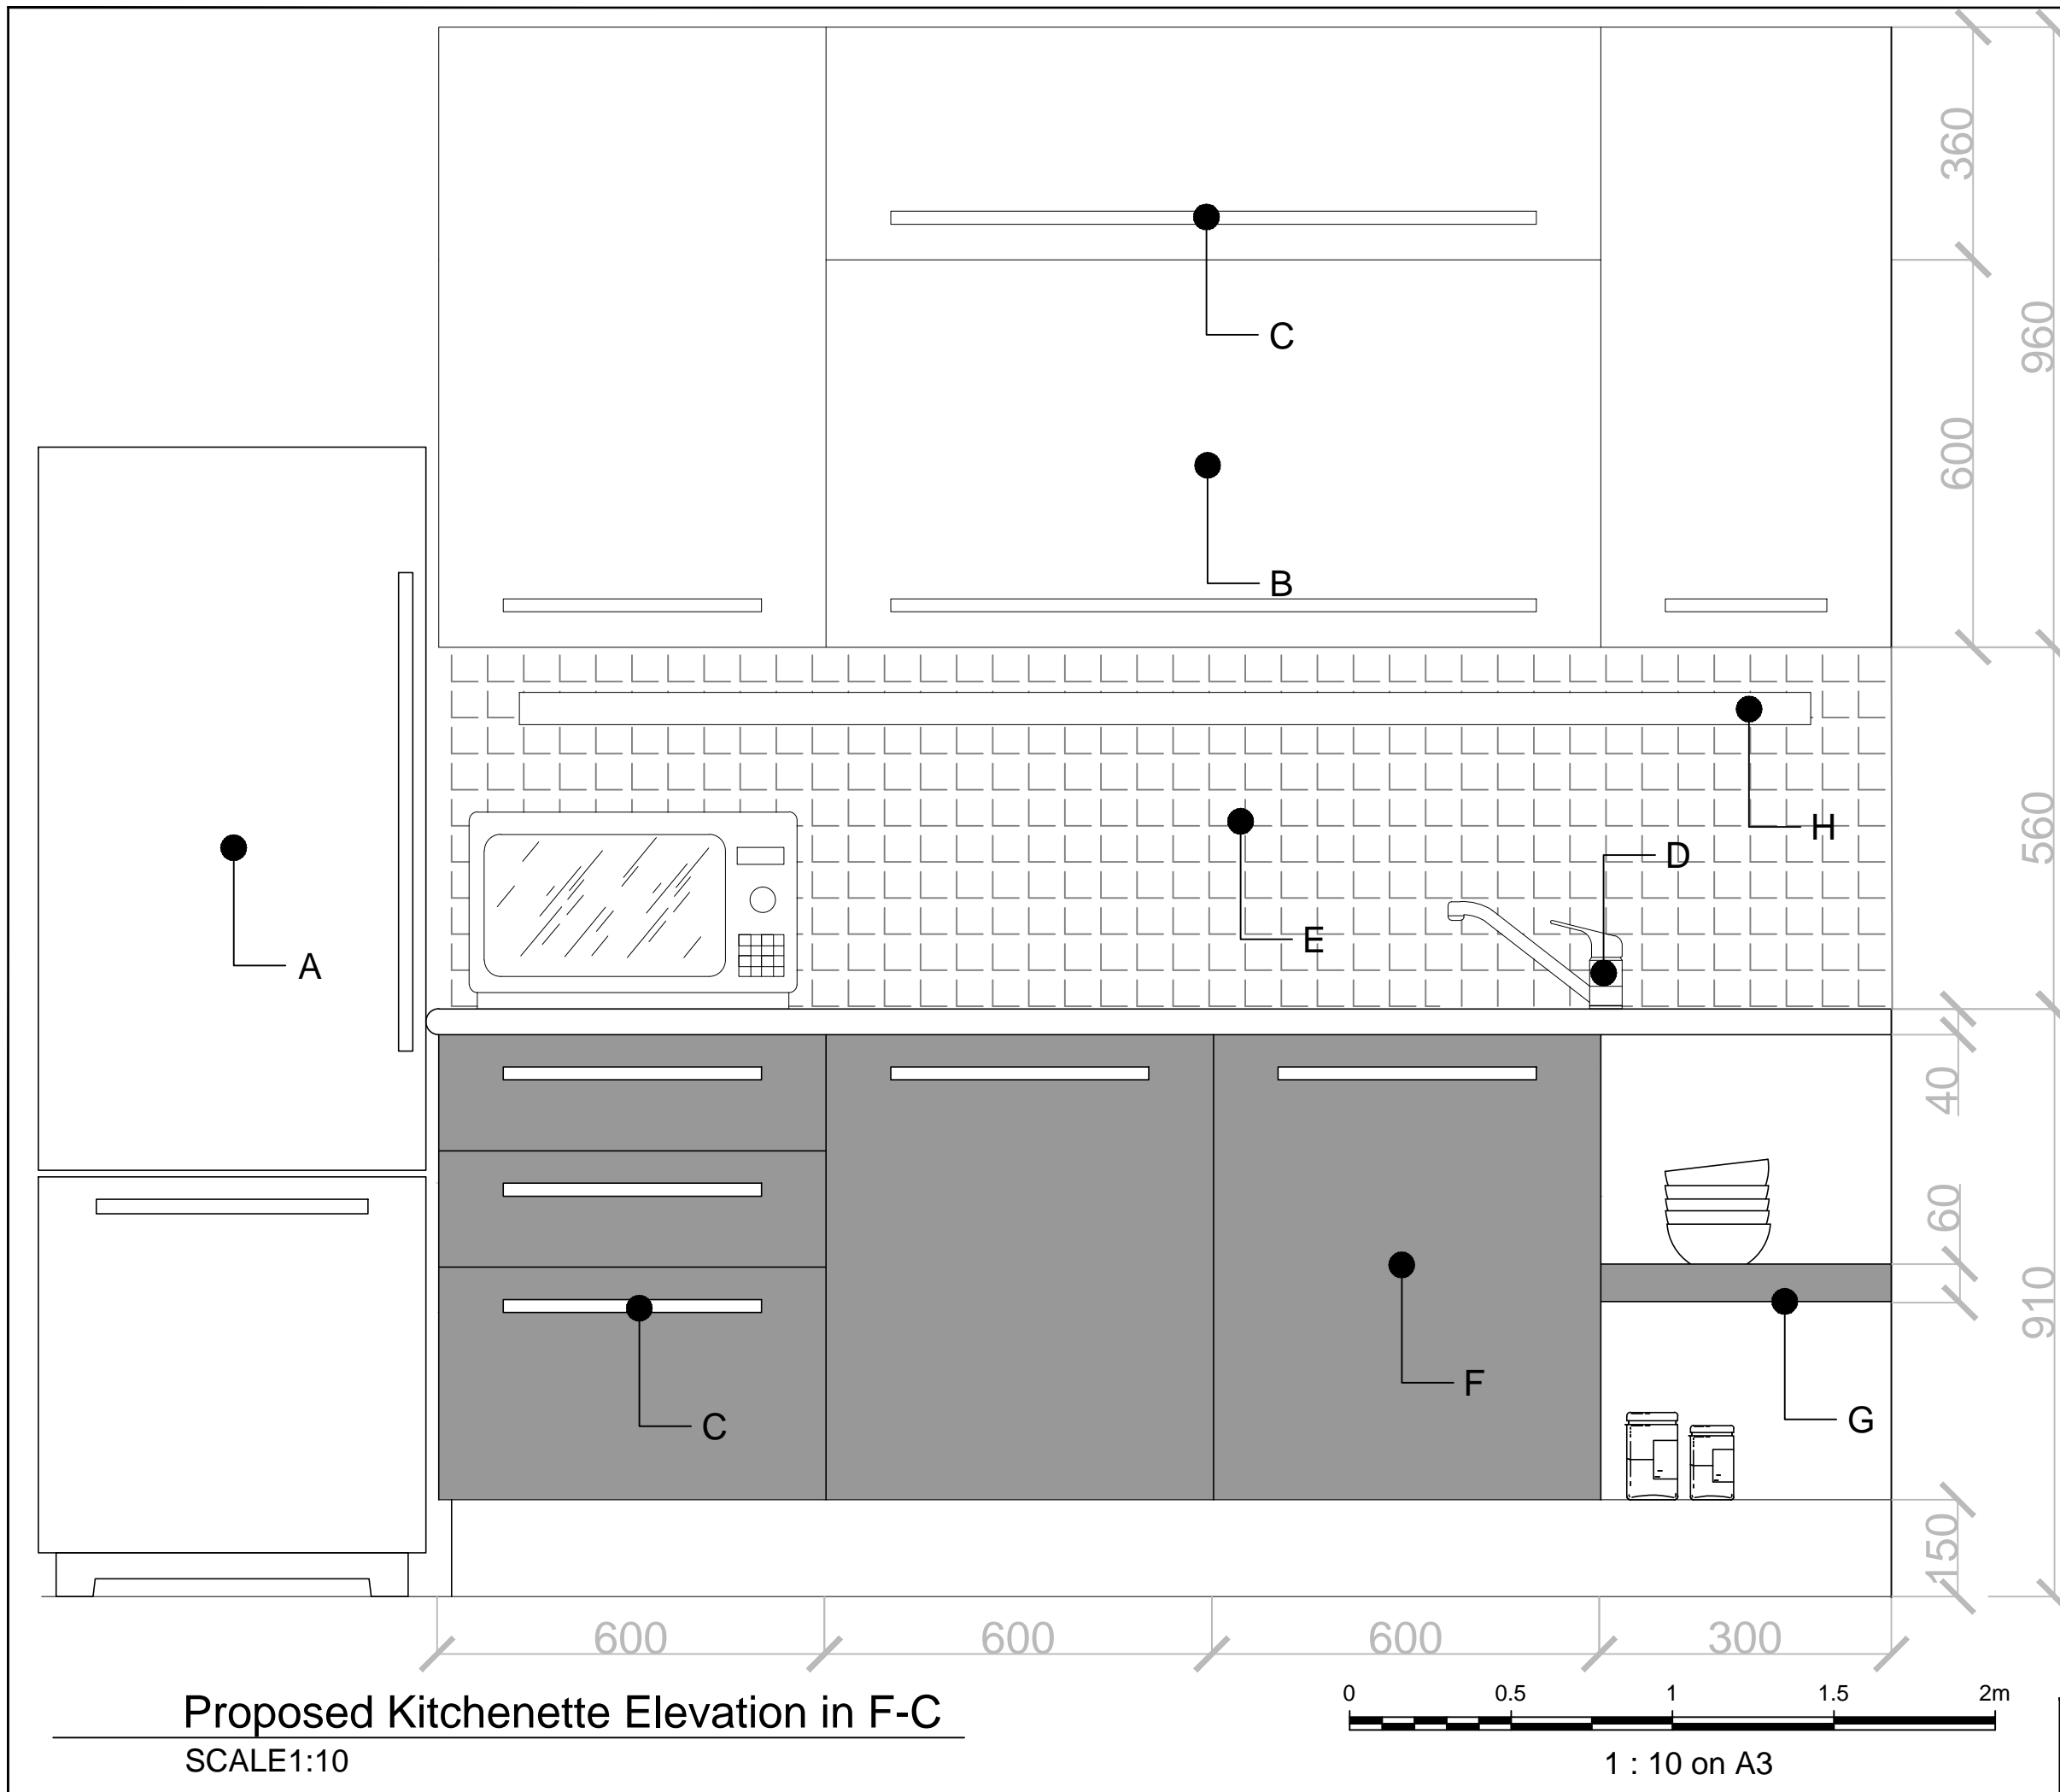 360
C
960
600
B
H
560
D
E
A
40
60
910
F
G
C
150
600
600
600
300
Proposed Kitchenette Elevation in F-C
SCALE1:10
0 0.5 1 1.5 2m
1 : 10 on A3